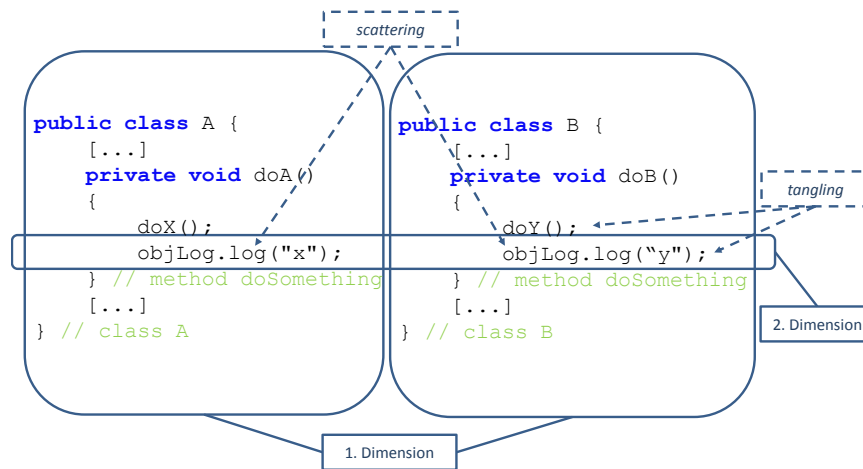 scattering
public class A {
[...]
private void doA()
{
doX();
objLog.log("x");
} // method doSomething
[...]
} // class A
public class B {
[...]
private void doB()
{
doY();
objLog.log(“y");
} // method doSomething
[...]
} // class B
tangling
2. Dimension
1. Dimension